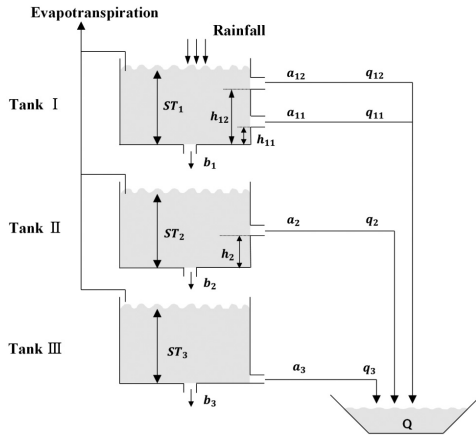 Evapotranspiration
Rainfall
Tank I
ST₁
h₁₂
h₁₁
a₁₂
q₁₂
a₁₁
q₁₁
b₁
Tank II
ST₂
h₂
a₂
q₂
b₂
Tank III
ST₃
a₃
q₃
b₃
Q